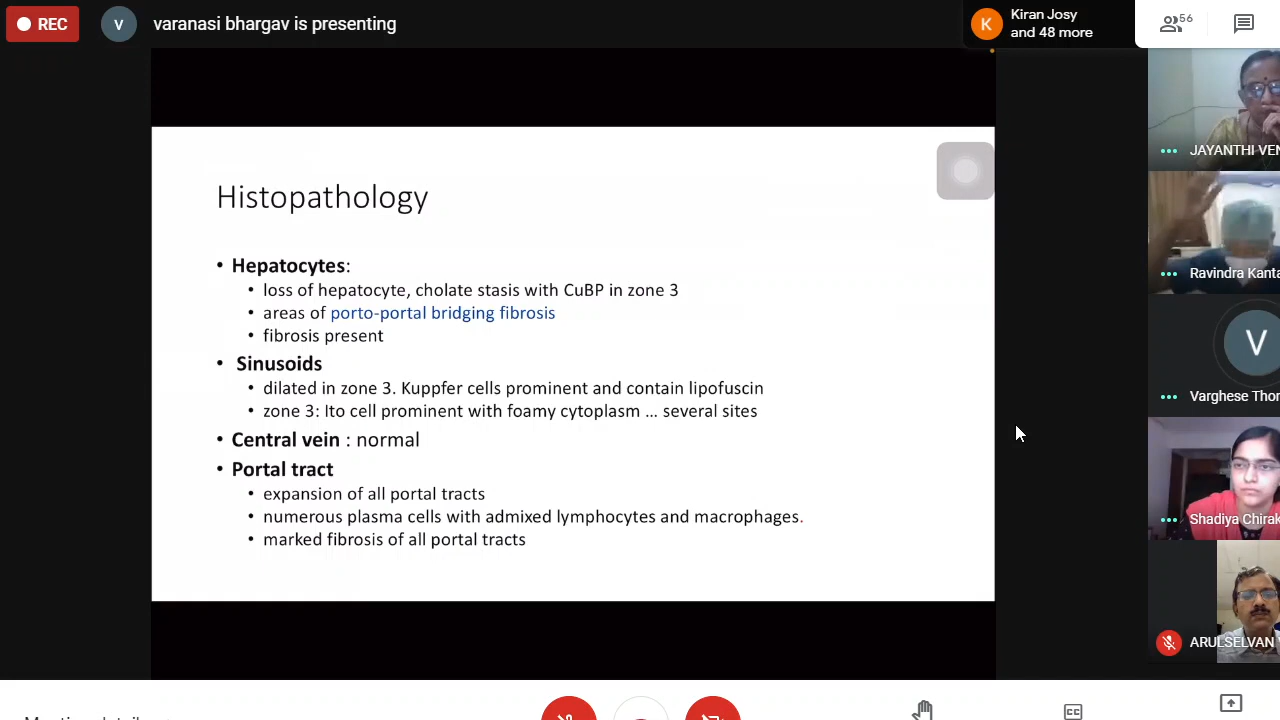 REC
V
varanasi bhargav is presenting
K
Kiran Josy
and 48 more
56
Histopathology
• Hepatocytes:
• loss of hepatocyte, cholate stasis with CuBP in zone 3
• areas of porto-portal bridging fibrosis
• fibrosis present
• Sinusoids
• dilated in zone 3. Kuppfer cells prominent and contain lipofuscin
• zone 3: Ito cell prominent with foamy cytoplasm ... several sites
• Central vein : normal
• Portal tract
• expansion of all portal tracts
• numerous plasma cells with admixed lymphocytes and macrophages.
• marked fibrosis of all portal tracts
JAYANTHI VEN
Ravindra Kanta
V
Varghese Thor
Shadiya Chirak
ARULSELVAN V
CC